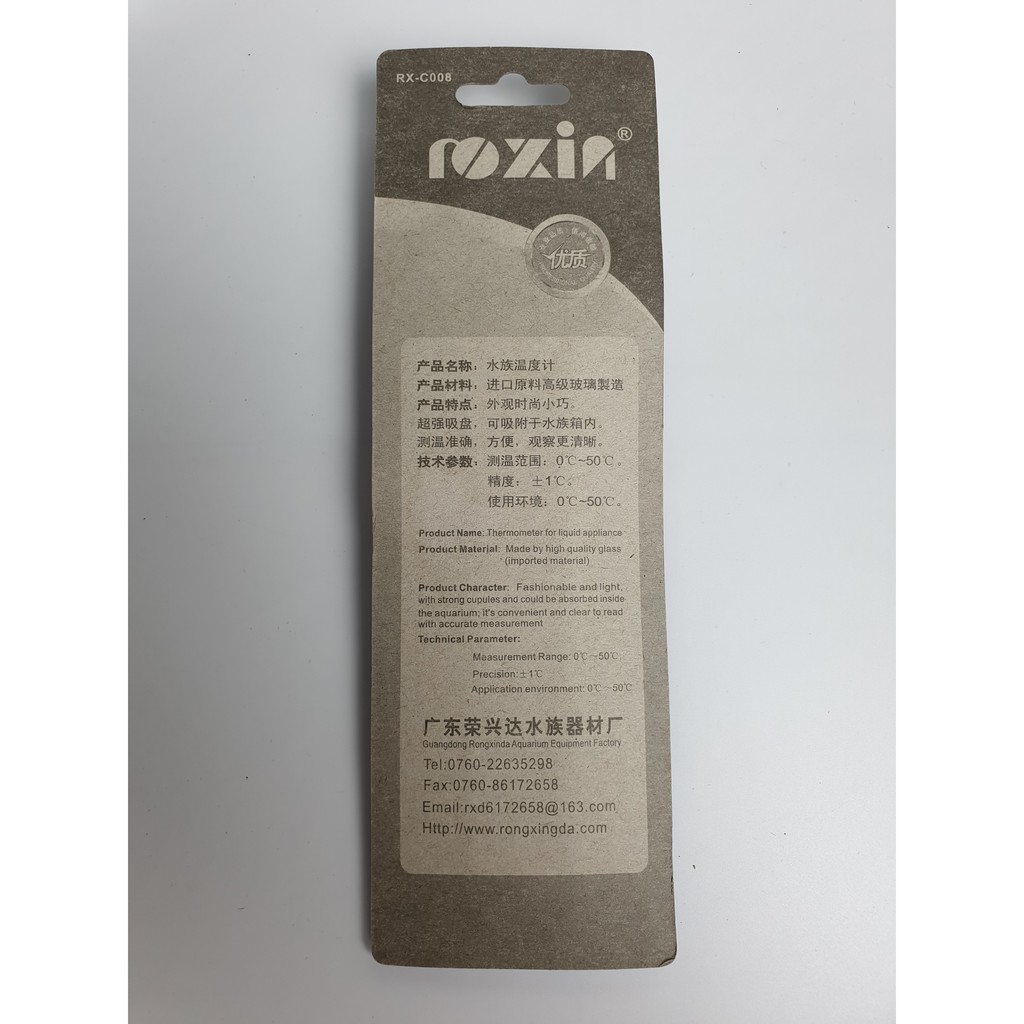 RX-C008
roxin®
优质
产品名称：水族温度计
产品材料：进口原料高级玻璃製造
产品特点：外观时尚小巧。
超强吸盘，可吸附于水族箱内。
测温准确，方便，观察更清晰。
技术参数：测温范围：0℃~50℃。
精度：±1℃。
使用环境：0℃~50℃。
Product Name: Thermometer for liquid appliance
Product Material: Made by high quality glass
(imported material)
Product Character: Fashionable and light,
with strong cupules and could be absorbed inside
the aquarium; it's convenient and clear to read
with accurate measurement
Technical Parameter:
Measurement Range: 0℃~50℃
Precision:±1℃
Application environment: 0℃~50℃
广东荣兴达水族器材厂
Guangdong Rongxinda Aquarium Equipment Factory
Tel:0760-22635298
Fax:0760-86172658
Email:rxd6172658@163.com
Http://www.rongxingda.com